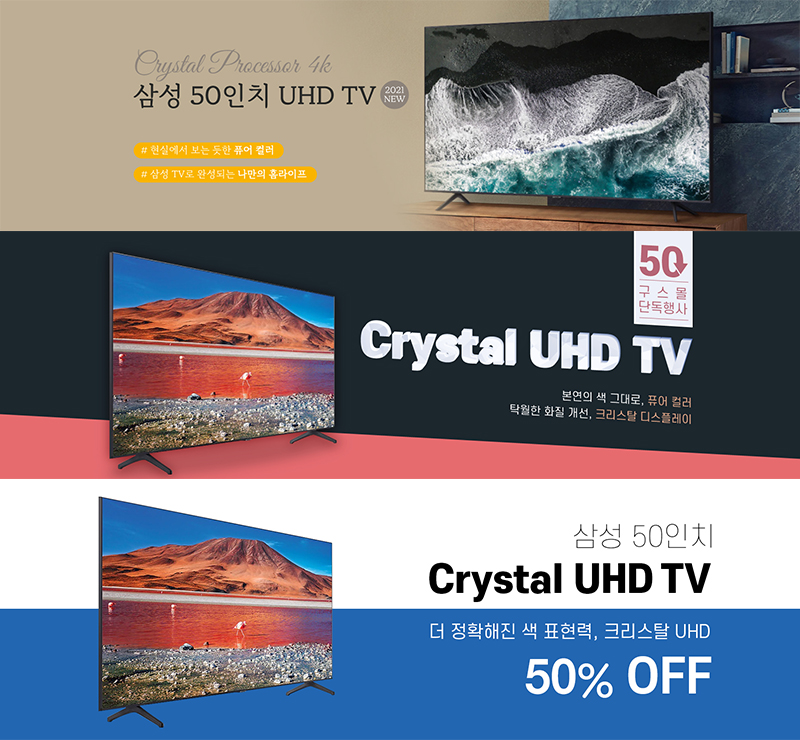 Crystal Processor 4k
삼성 50인치 UHD TV
2021
NEW
# 현실에서 보는 듯한 퓨어 컬러
# 삼성 TV로 완성되는 나만의 홈라이프
50
구스몰
단독행사
Crystal UHD TV
본연의 색 그대로, 퓨어 컬러
탁월한 화질 개선, 크리스탈 디스플레이
삼성 50인치
Crystal UHD TV
더 정확해진 색 표현력, 크리스탈 UHD
50% OFF